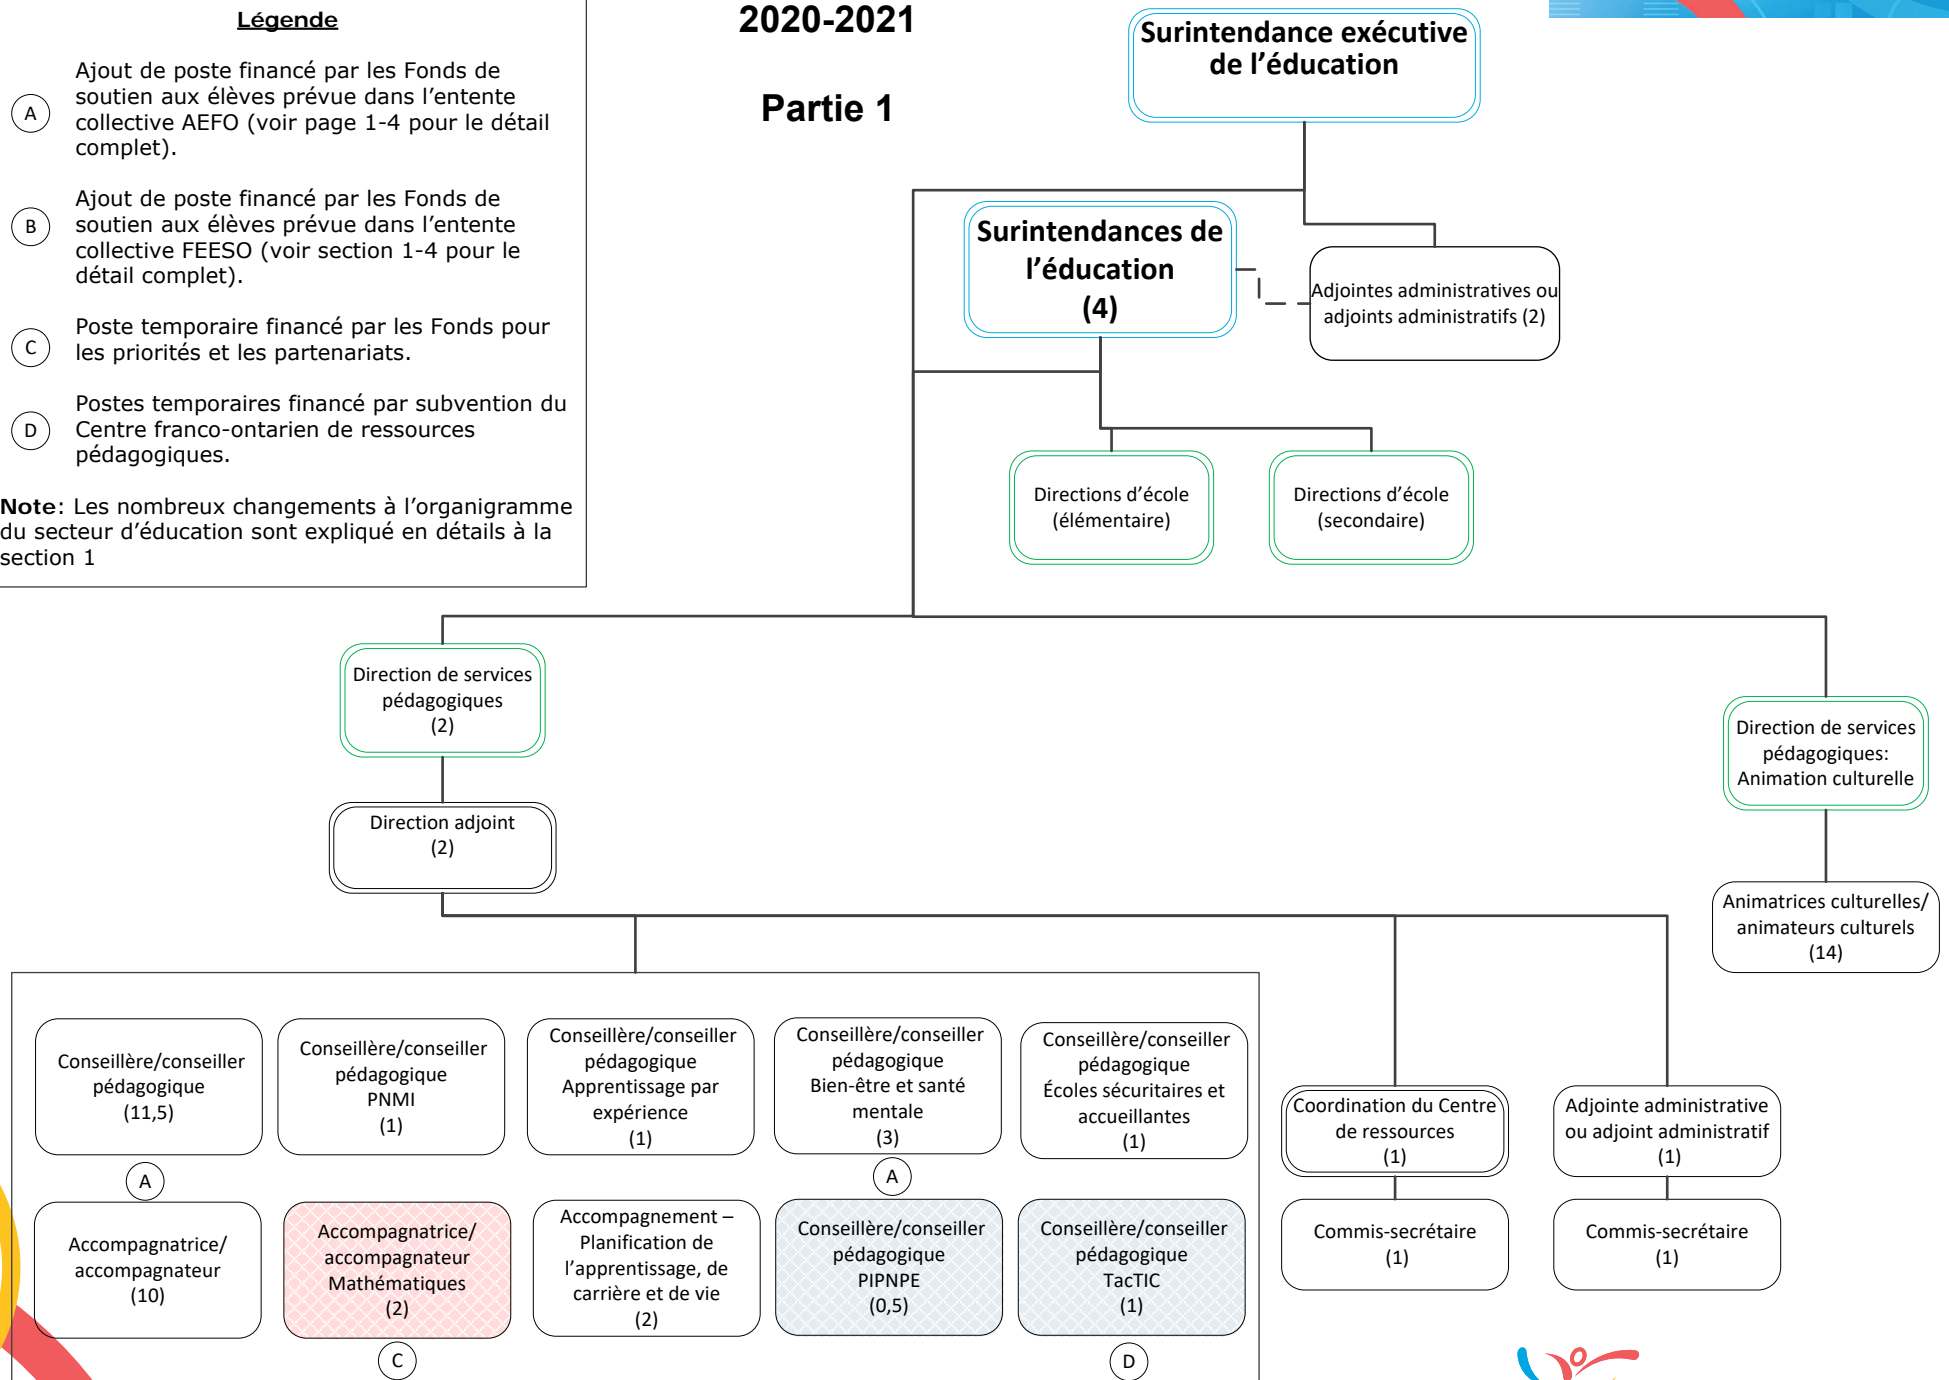 Légende
A
Ajout de poste financé par les Fonds de
soutien aux élèves prévue dans l’entente
collective AEFO (voir page 1-4 pour le détail
complet).
B
Ajout de poste financé par les Fonds de
soutien aux élèves prévue dans l’entente
collective FEESO (voir section 1-4 pour le
détail complet).
C
Poste temporaire financé par les Fonds pour
les priorités et les partenariats.
D
Postes temporaires financé par subvention du
Centre franco-ontarien de ressources
pédagogiques.
Note: Les nombreux changements à l’organigramme
du secteur d’éducation sont expliqué en détails à la
section 1
2020-2021
Partie 1
Surintendance exécutive
de l’éducation
Surintendances de
l’éducation
(4)
Adjointes administratives ou
adjoints administratifs (2)
Directions d’école
(élémentaire)
Directions d’école
(secondaire)
Direction de services
pédagogiques
(2)
Direction adjoint
(2)
Direction de services
pédagogiques:
Animation culturelle
Animatrices culturelles/
animateurs culturels
(14)
Conseillère/conseiller
pédagogique
(11,5)
A
Conseillère/conseiller
pédagogique
PNMI
(1)
Conseillère/conseiller
pédagogique
Apprentissage par
expérience
(1)
Conseillère/conseiller
pédagogique
Bien-être et santé
mentale
(3)
A
Conseillère/conseiller
pédagogique
Écoles sécuritaires et
accueillantes
(1)
Coordination du Centre
de ressources
(1)
Adjointe administrative
ou adjoint administratif
(1)
Accompagnatrice/
accompagnateur
(10)
Accompagnatrice/
accompagnateur
Mathématiques
(2)
C
Accompagnement –
Planification de
l’apprentissage, de
carrière et de vie
(2)
Conseillère/conseiller
pédagogique
PIPNPE
(0,5)
Conseillère/conseiller
pédagogique
TacTIC
(1)
D
Commis-secrétaire
(1)
Commis-secrétaire
(1)